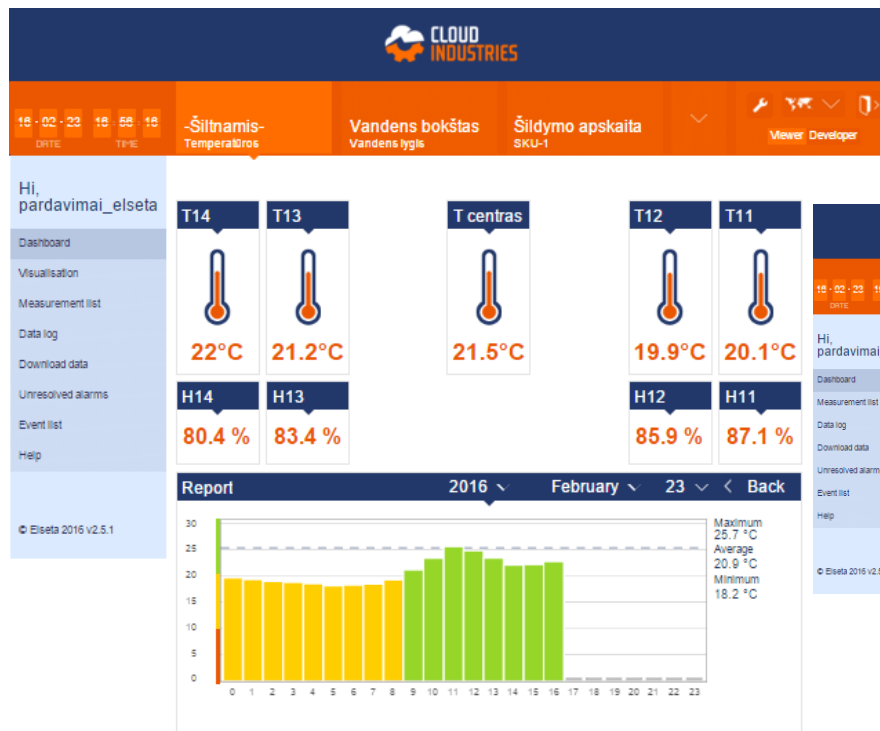 CLOUD
INDUSTRIES
16 - 02 - 23 16 : 56 : 16
DATE TIME
-Šiltnamis-
Temperatūros
Vandens bokštas
Vandens lygis
Šildymo apskaita
SKU-1
Viewer Developer
Hi,
pardavimai_elseta
Dashboard
Visualisation
Measurement list
Data log
Download data
Unresolved alarms
Event list
Help
© Elseta 2016 v2.5.1
T14 T13 T centras T12 T11
22°C 21.2°C 21.5°C 19.9°C 20.1°C
H14 H13 H12 H11
80.4 % 83.4 % 85.9 % 87.1 %
Report 2016 February 23 Back
30
25
20
15
10
5
0
0 1 2 3 4 5 6 7 8 9 10 11 12 13 14 15 16 17 18 19 20 21 22 23
Maximum
25.7 °C
Average
20.9 °C
Minimum
18.2 °C
16 - 02 - 23
DATE
Hi,
pardavimai
Dashboard
Measurement list
Data log
Download data
Unresolved alarm
Event list
Help
© Elseta 2016 v2.